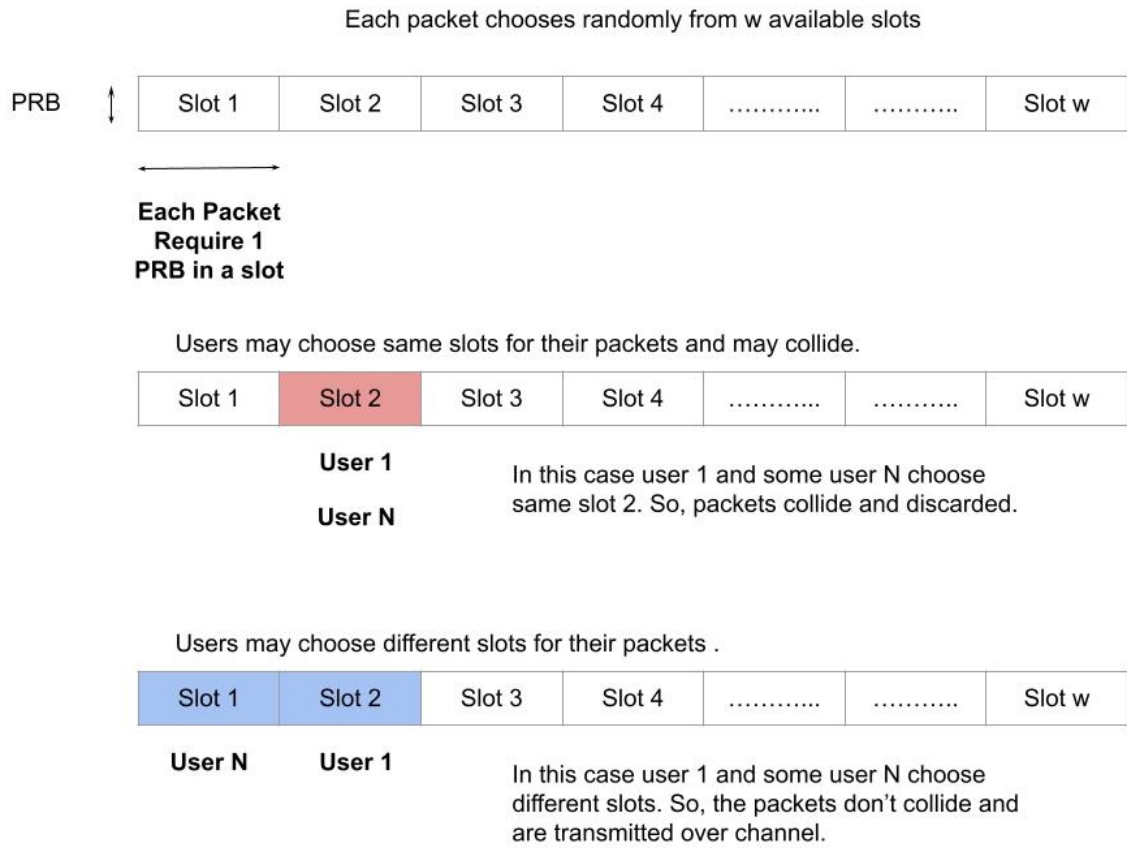 Each packet chooses randomly from w available slots
PRB Slot 1 Slot 2 Slot 3 Slot 4 ………... ……….. Slot w
Each Packet
Require 1
PRB in a slot
Users may choose same slots for their packets and may collide.
Slot 1 Slot 2 Slot 3 Slot 4 ………... ……….. Slot w
User 1
User N
In this case user 1 and some user N choose
same slot 2. So, packets collide and discarded.
Users may choose different slots for their packets .
Slot 1 Slot 2 Slot 3 Slot 4 ………... ……….. Slot w
User N User 1
In this case user 1 and some user N choose
different slots. So, the packets don’t collide and
are transmitted over channel.